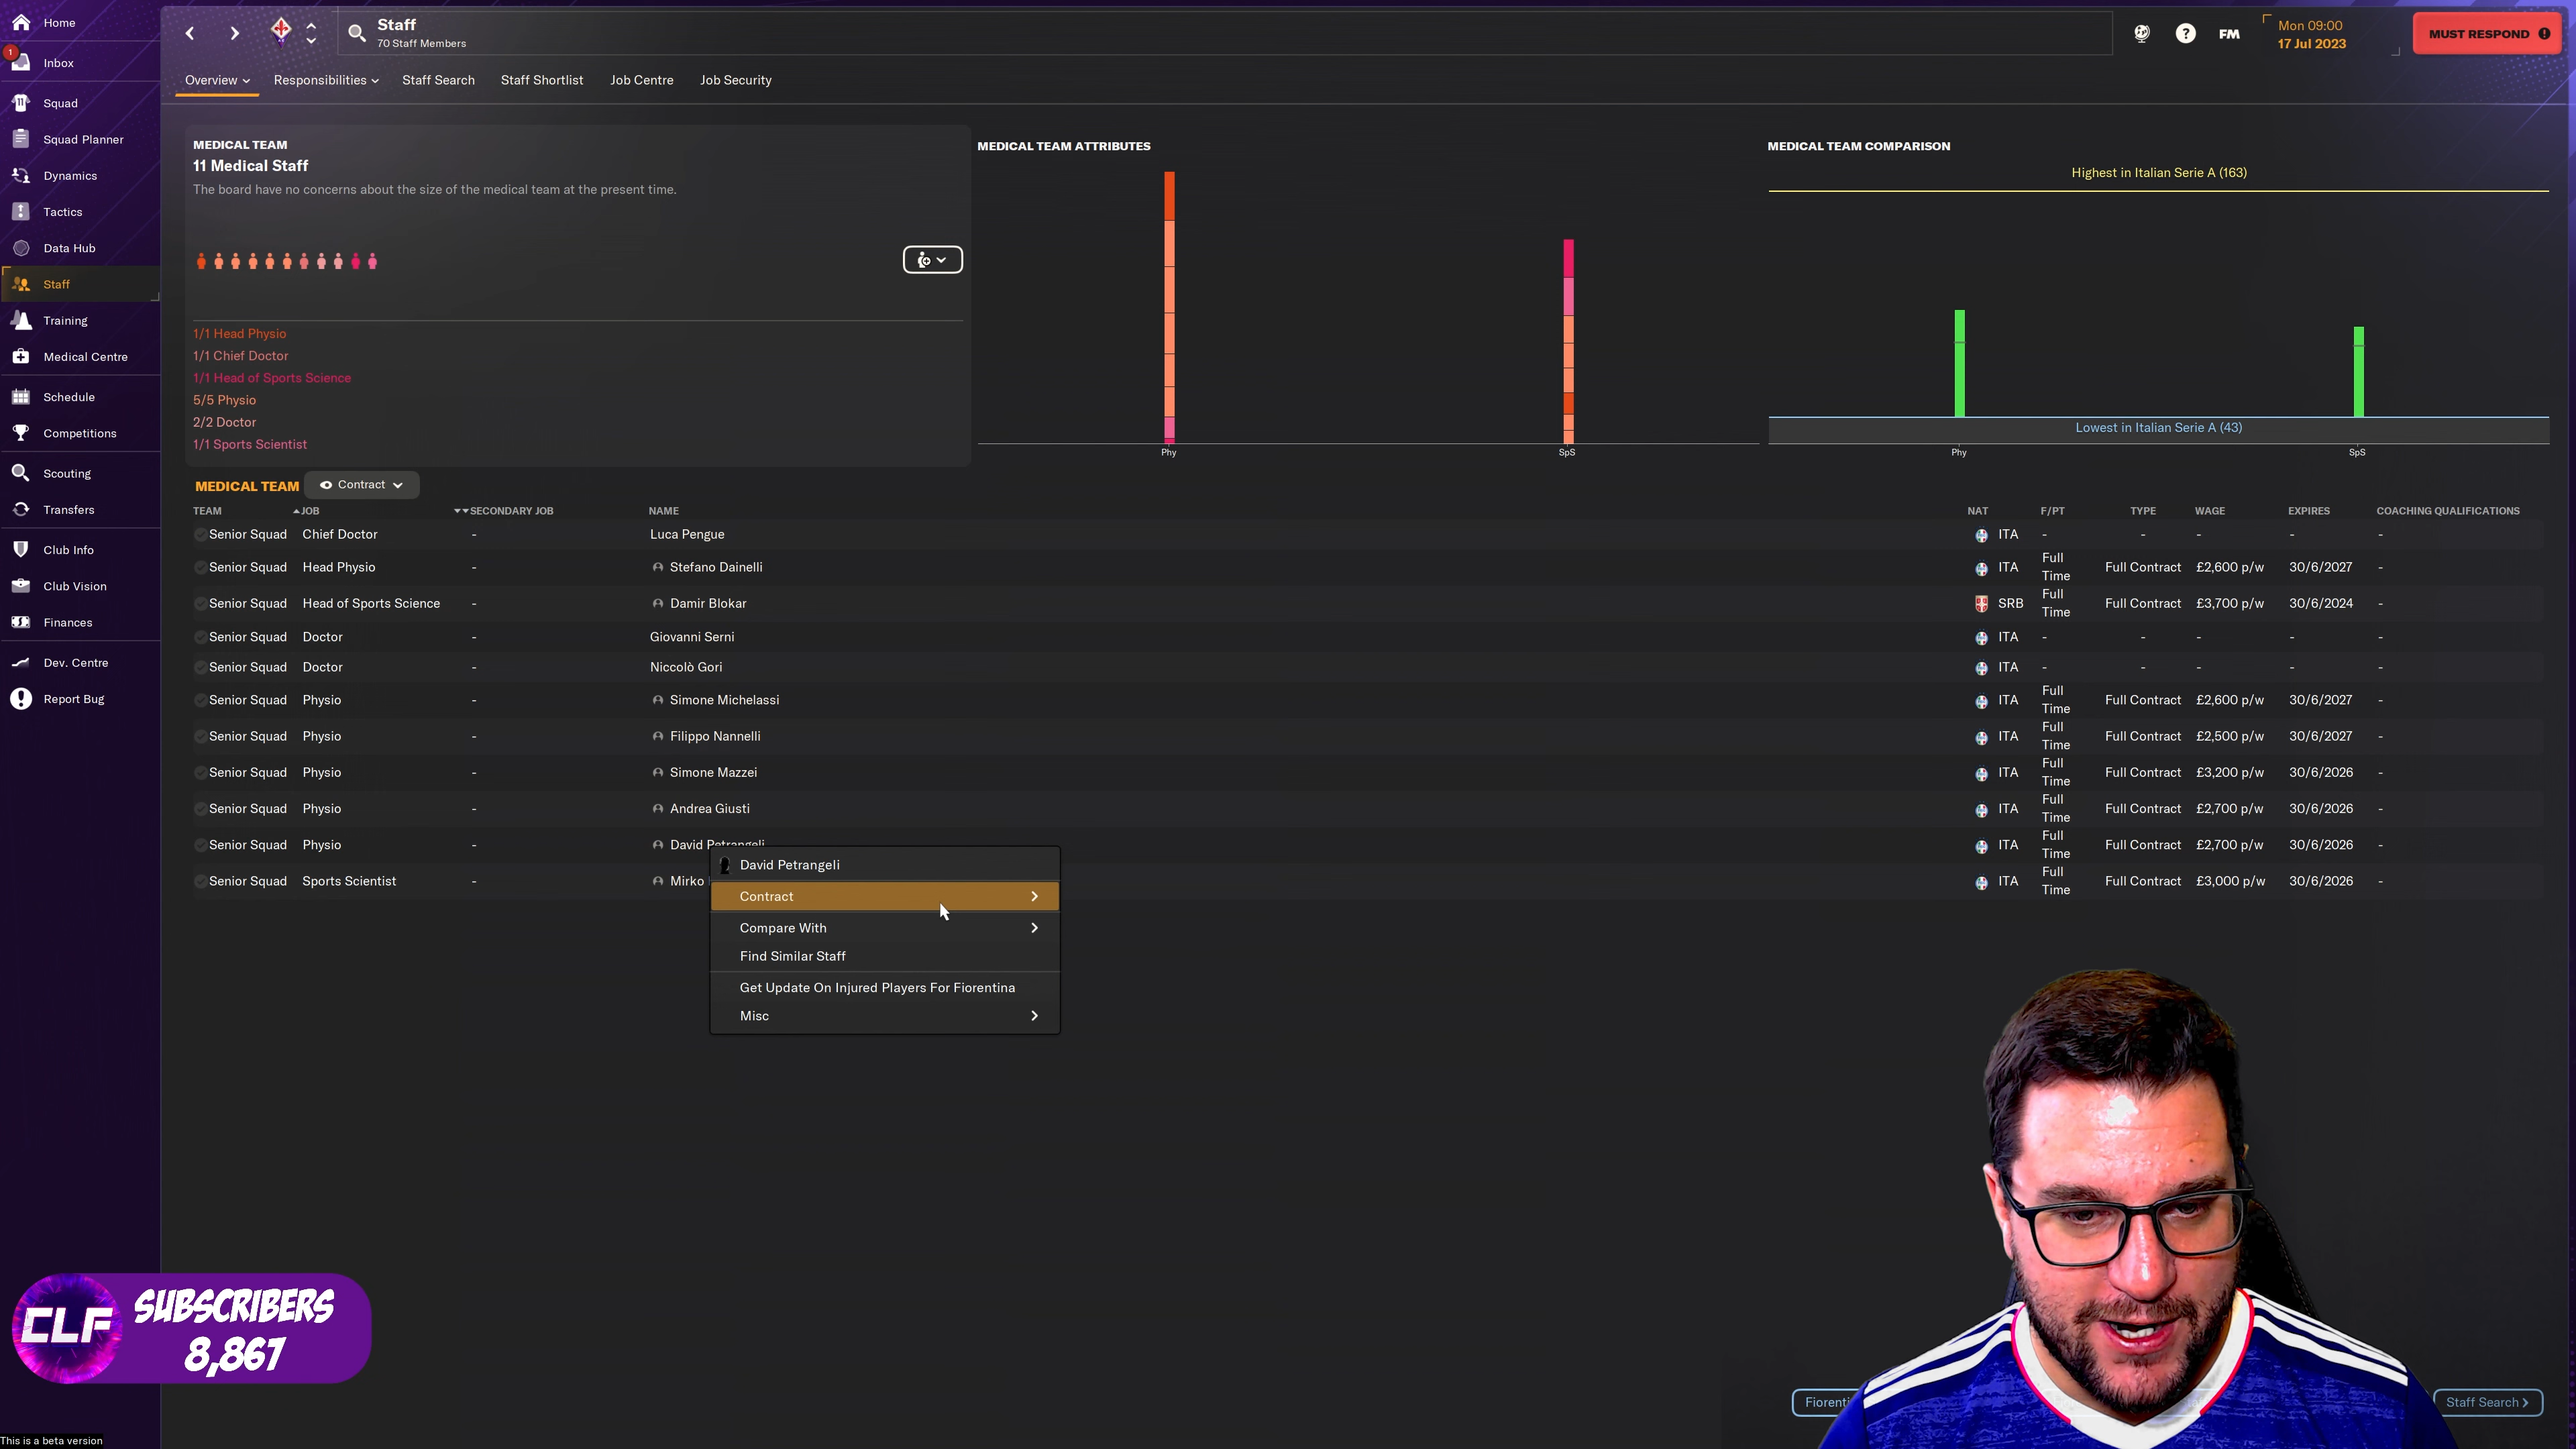 Home
1
Inbox
Squad
Squad Planner
Dynamics
Tactics
Data Hub
Staff
Training
Medical Centre
Schedule
Competitions
Scouting
Transfers
Club Info
Club Vision
Finances
Dev. Centre
Report Bug
Staff
70 Staff Members
FM
Mon 09:00
17 Jul 2023
MUST RESPOND
Overview
Responsibilities
Staff Search
Staff Shortlist
Job Centre
Job Security
MEDICAL TEAM
11 Medical Staff
The board have no concerns about the size of the medical team at the present time.
1/1 Head Physio
1/1 Chief Doctor
1/1 Head of Sports Science
5/5 Physio
2/2 Doctor
1/1 Sports Scientist
MEDICAL TEAM ATTRIBUTES
Phy SpS
MEDICAL TEAM COMPARISON
Highest in Italian Serie A (163)
Lowest in Italian Serie A (43)
Phy SpS
MEDICAL TEAM Contract
TEAM JOB SECONDARY JOB NAME NAT F/PT TYPE WAGE EXPIRES COACHING QUALIFICATIONS
Senior Squad Chief Doctor - Luca Pengue ITA - - - - -
Senior Squad Head Physio - Stefano Dainelli ITA Full Time Full Contract £2,600 p/w 30/6/2027 -
Senior Squad Head of Sports Science - Damir Blokar SRB Full Time Full Contract £3,700 p/w 30/6/2024 -
Senior Squad Doctor - Giovanni Serni ITA - - - - -
Senior Squad Doctor - Niccolò Gori ITA - - - - -
Senior Squad Physio - Simone Michelassi ITA Full Time Full Contract £2,600 p/w 30/6/2027 -
Senior Squad Physio - Filippo Nannelli ITA Full Time Full Contract £2,500 p/w 30/6/2027 -
Senior Squad Physio - Simone Mazzei ITA Full Time Full Contract £3,200 p/w 30/6/2026 -
Senior Squad Physio - Andrea Giusti ITA Full Time Full Contract £2,700 p/w 30/6/2026 -
Senior Squad Physio - David Petrangeli ITA Full Time Full Contract £2,700 p/w 30/6/2026 -
Senior Squad Sports Scientist - Mirko ITA Full Time Full Contract £3,000 p/w 30/6/2026 -
David Petrangeli
Contract
Compare With
Find Similar Staff
Get Update On Injured Players For Fiorentina
Misc
CLF
SUBSCRIBERS
8,867
Staff Search
This is a beta version